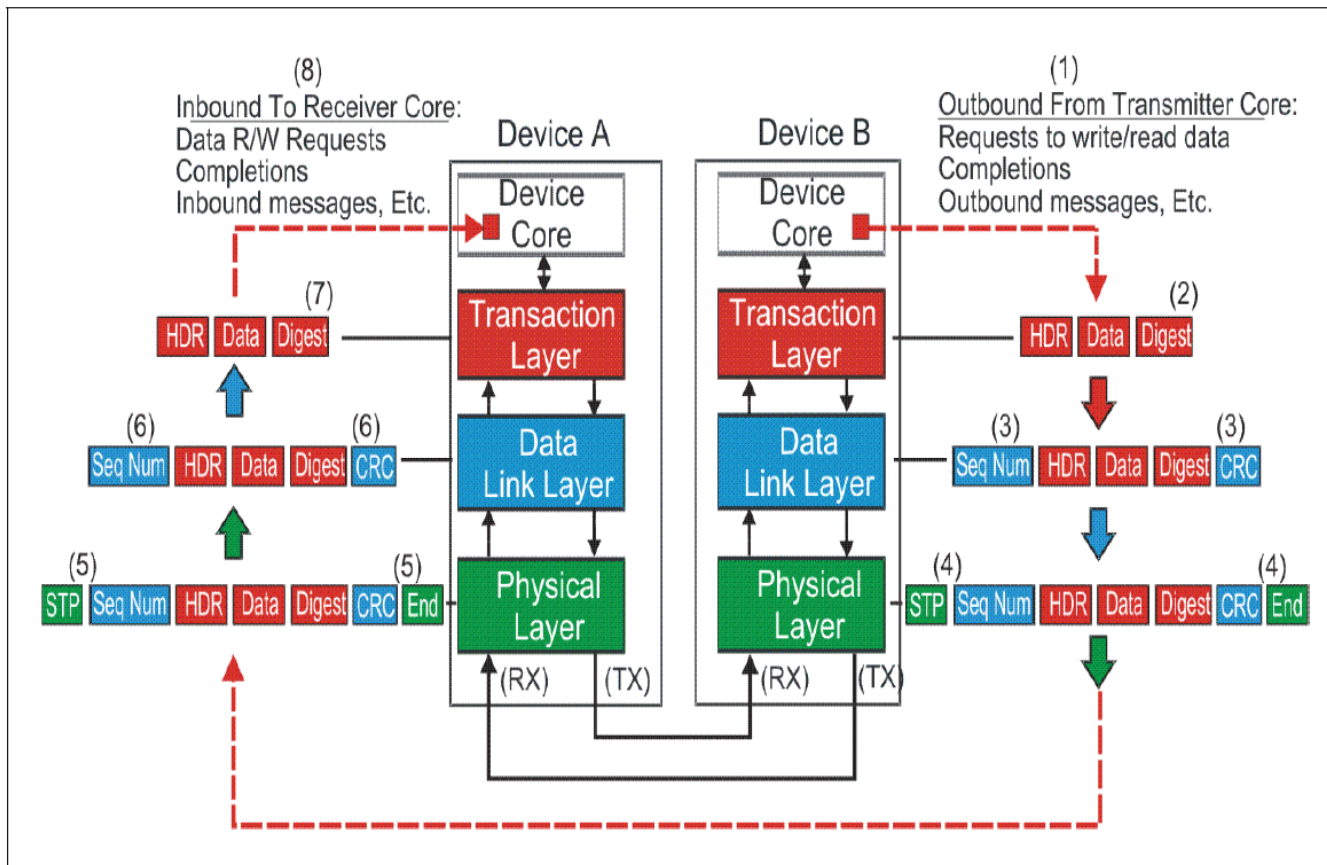 (8)
Inbound To Receiver Core:
Data R/W Requests
Completions
Inbound messages, Etc.
(1)
Outbound From Transmitter Core:
Requests to write/read data
Completions
Outbound messages, Etc.
Device A
Device B
Device
Core
Device
Core
(7)
HDR Data Digest
Transaction
Layer
Transaction
Layer
(2)
HDR Data Digest
(6) (6)
Seq Num HDR Data Digest CRC
Data
Link Layer
Data
Link Layer
(3) (3)
Seq Num HDR Data Digest CRC
(5) (5)
STP Seq Num HDR Data Digest CRC End
Physical
Layer
Physical
Layer
(4) (4)
STP Seq Num HDR Data Digest CRC End
(RX) (TX)
(RX) (TX)